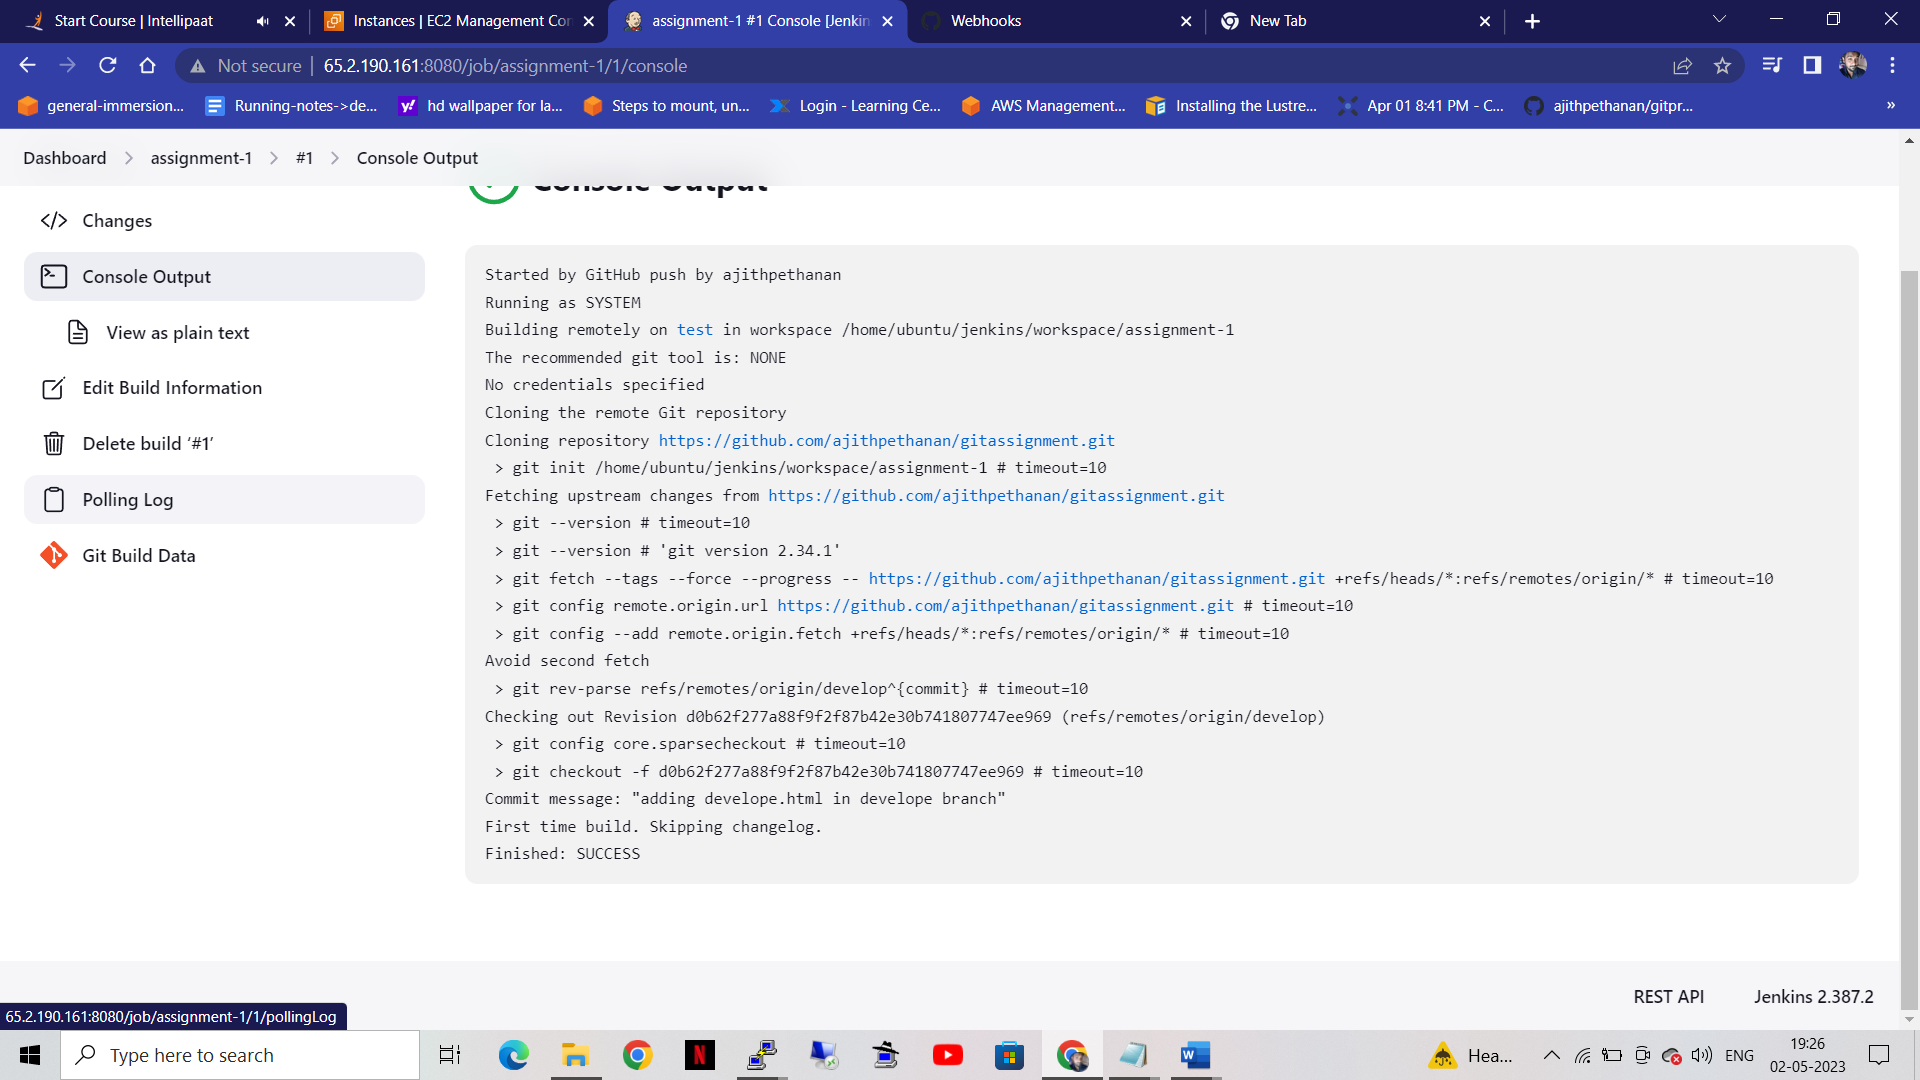 Start Course | Intellipaat
Instances | EC2 Management Con
assignment-1 #1 Console [Jenkin
Webhooks
New Tab
Not secure
65.2.190.161:8080/job/assignment-1/1/console
general-immersion...
Running-notes->de...
hd wallpaper for la...
Steps to mount, un...
Login - Learning Ce...
AWS Management...
Installing the Lustre...
Apr 01 8:41 PM - C...
ajithpethanan/gitpr...
Dashboard
assignment-1
#1
Console Output
Console Output
Changes
Console Output
View as plain text
Edit Build Information
Delete build ‘#1’
Polling Log
Git Build Data
Started by GitHub push by ajithpethanan
Running as SYSTEM
Building remotely on test in workspace /home/ubuntu/jenkins/workspace/assignment-1
The recommended git tool is: NONE
No credentials specified
Cloning the remote Git repository
Cloning repository https://github.com/ajithpethanan/gitassignment.git
> git init /home/ubuntu/jenkins/workspace/assignment-1 # timeout=10
Fetching upstream changes from https://github.com/ajithpethanan/gitassignment.git
> git --version # timeout=10
> git --version # 'git version 2.34.1'
> git fetch --tags --force --progress -- https://github.com/ajithpethanan/gitassignment.git +refs/heads/*:refs/remotes/origin/* # timeout=10
> git config remote.origin.url https://github.com/ajithpethanan/gitassignment.git # timeout=10
> git config --add remote.origin.fetch +refs/heads/*:refs/remotes/origin/* # timeout=10
Avoid second fetch
> git rev-parse refs/remotes/origin/develop^{commit} # timeout=10
Checking out Revision d0b62f277a88f9f2f87b42e30b741807747ee969 (refs/remotes/origin/develop)
> git config core.sparsecheckout # timeout=10
> git checkout -f d0b62f277a88f9f2f87b42e30b741807747ee969 # timeout=10
Commit message: "adding develope.html in develope branch"
First time build. Skipping changelog.
Finished: SUCCESS
REST API
Jenkins 2.387.2
65.2.190.161:8080/job/assignment-1/1/pollingLog
Type here to search
Hea...
ENG
19:26
02-05-2023